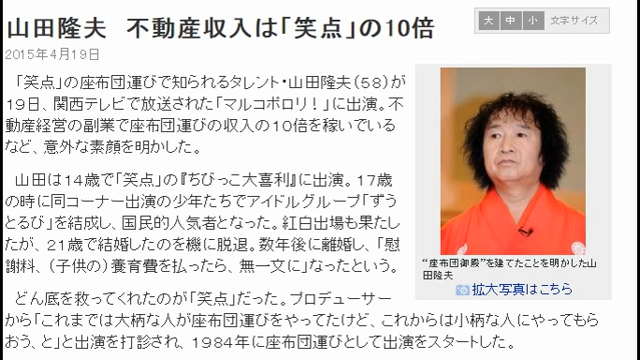 山田隆夫　不動産収入は「笑点」の10倍
大 中 小 文字サイズ
2015年4月19日
「笑点」の座布団運びで知られるタレント・山田隆夫(58)が
19日、関西テレビで放送された「マルコポロリ！」に出演。不
動産経営の副業で座布団運びの収入の10倍を稼いでいる
など、意外な素顔を明かした。
山田は14歳で「笑点」の『ちびっこ大喜利』に出演。17歳
の時に同コーナー出演の少年たちでアイドルグループ「ずう
とるび」を結成し、国民的人気者となった。紅白出場も果たし
たが、21歳で結婚したのを機に脱退。数年後に離婚し、「慰
謝料、(子供の)養育費を払ったら、無一文に」なったという。
“座布団御殿”を建てたことを明かした山
田隆夫
拡大写真はこちら
どん底を救ってくれたのが「笑点」だった。プロデューサー
から「これまでは大柄な人が座布団運びをやってたけど、これからは小柄な人にやってもら
おう、と」と出演を打診され、1984年に座布団運びとして出演をスタートした。